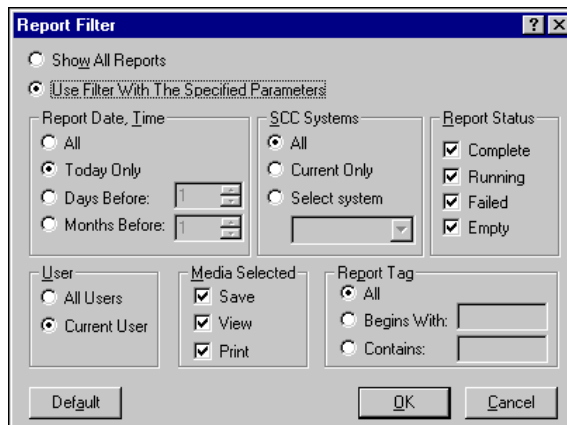 Report Filter
Show All Reports
Use Filter With The Specified Parameters
Report Date, Time
All
Today Only
Days Before: 1
Months Before: 1
SCC Systems
All
Current Only
Select system
Report Status
Complete
Running
Failed
Empty
User
All Users
Current User
Media Selected
Save
View
Print
Report Tag
All
Begins With:
Contains:
Default
OK
Cancel